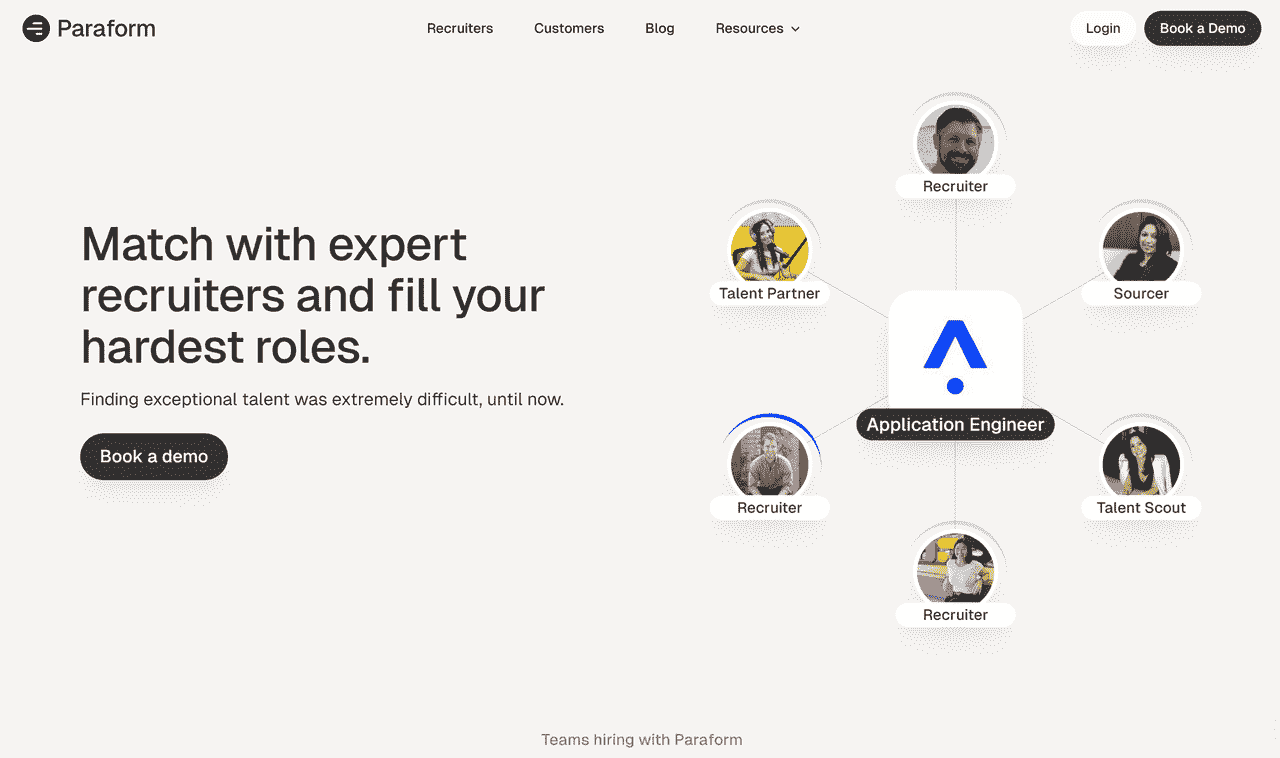 Paraform
Recruiters
Customers
Blog
Resources
Login
Book a Demo
Match with expert
recruiters and fill your
hardest roles.
Finding exceptional talent was extremely difficult, until now.
Book a demo
Recruiter
Talent Partner
Sourcer
Application Engineer
Recruiter
Talent Scout
Recruiter
Teams hiring with Paraform